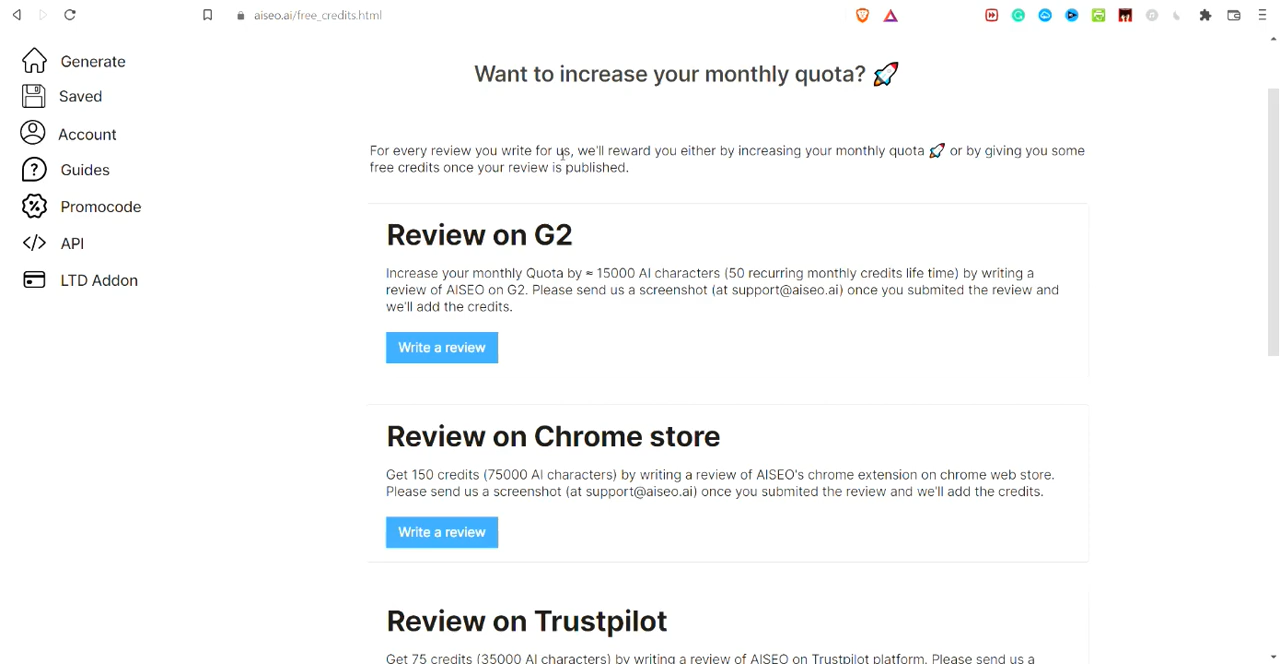 aiseo.ai/free_credits.html
Generate
Saved
Account
Guides
Promocode
API
LTD Addon
Want to increase your monthly quota? 🚀
For every review you write for us, we'll reward you either by increasing your monthly quota 🚀 or by giving you some
free credits once your review is published.
Review on G2
Increase your monthly Quota by ≈ 15000 AI characters (50 recurring monthly credits life time) by writing a
review of AISEO on G2. Please send us a screenshot (at support@aiseo.ai) once you submited the review and
we'll add the credits.
Write a review
Review on Chrome store
Get 150 credits (75000 AI characters) by writing a review of AISEO's chrome extension on chrome web store.
Please send us a screenshot (at support@aiseo.ai) once you submited the review and we'll add the credits.
Write a review
Review on Trustpilot
Get 75 credits (35000 AI characters) by writing a review of AISEO on Trustpilot platform. Please send us a